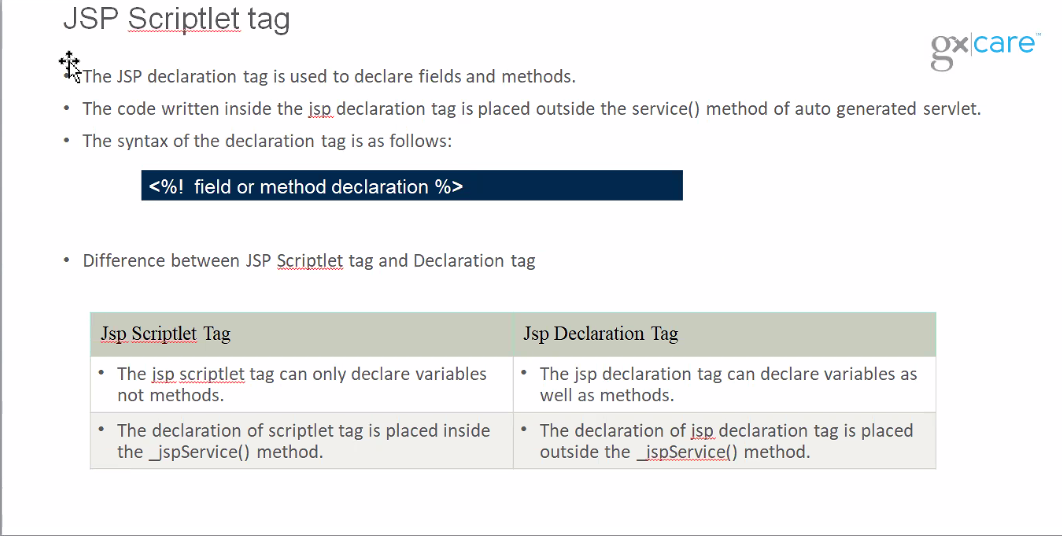 JSP Scriptlet tag
gx|care™
The JSP declaration tag is used to declare fields and methods.
• The code written inside the jsp declaration tag is placed outside the service() method of auto generated servlet.
• The syntax of the declaration tag is as follows:
<%!  field or method declaration %>
• Difference between JSP Scriptlet tag and Declaration tag
Jsp Scriptlet Tag
Jsp Declaration Tag
• The jsp scriptlet tag can only declare variables
not methods.
• The jsp declaration tag can declare variables as
well as methods.
• The declaration of scriptlet tag is placed inside
the _jspService() method.
• The declaration of jsp declaration tag is placed
outside the _jspService() method.